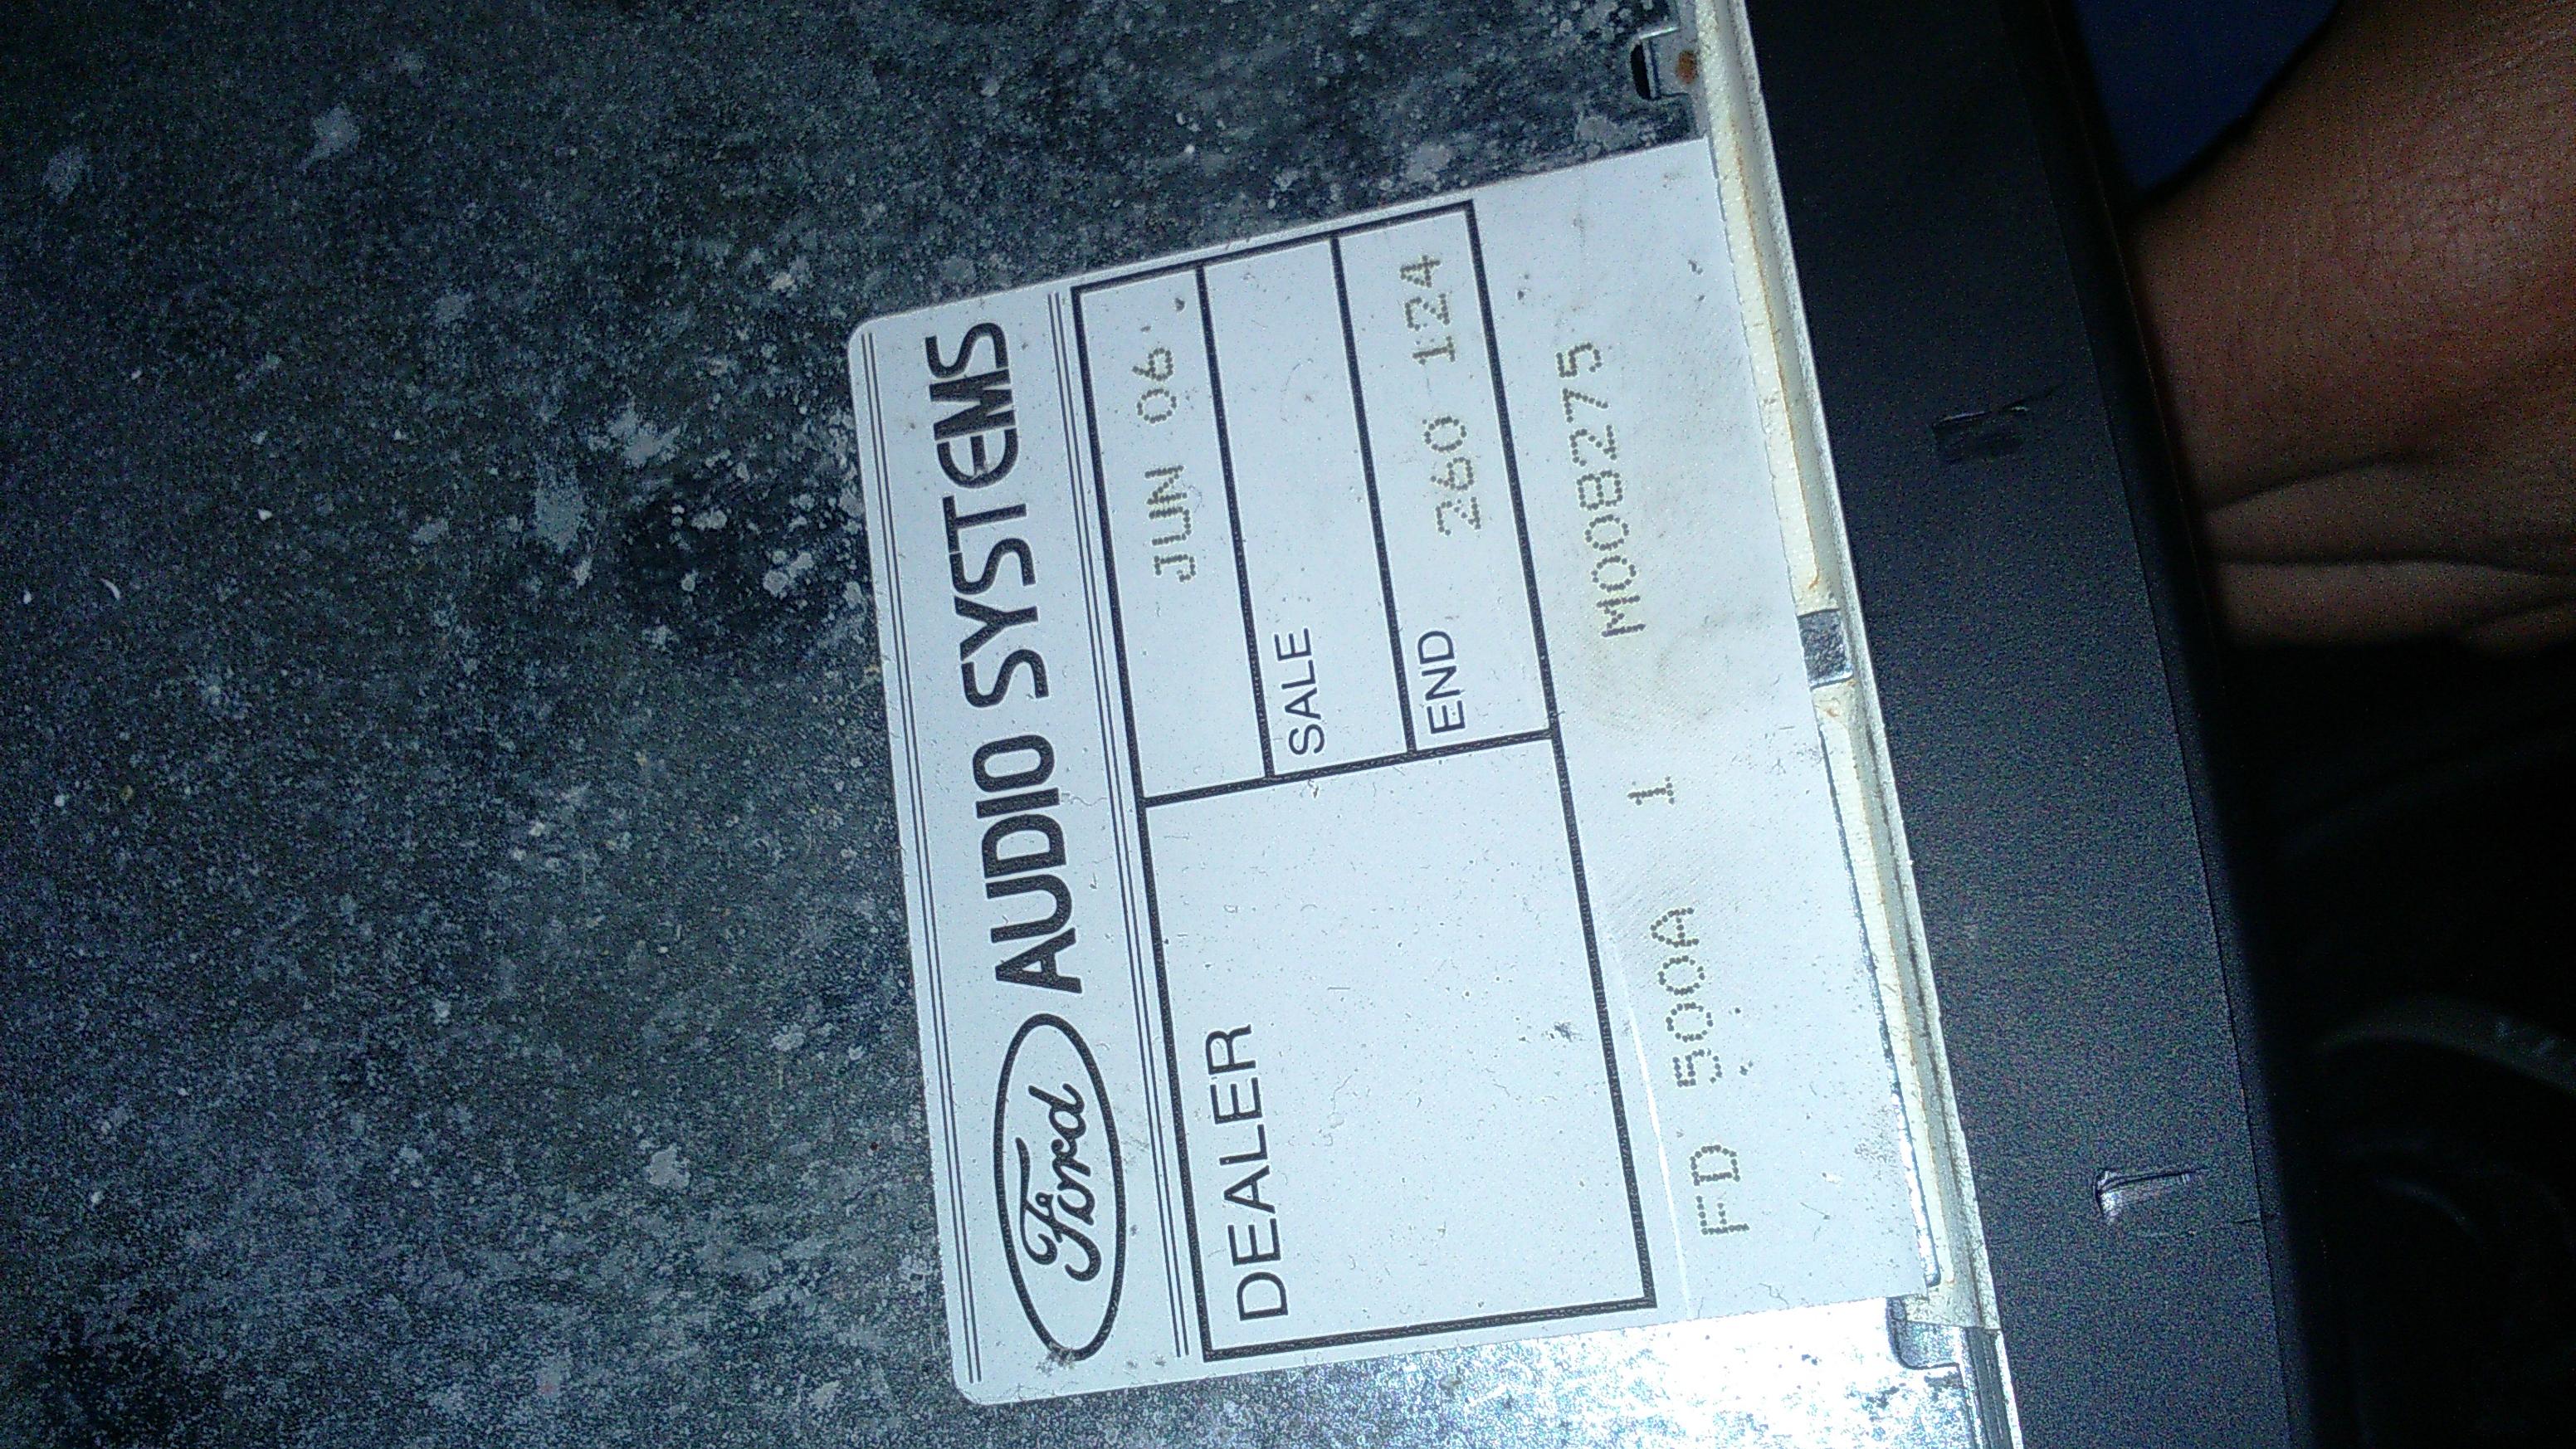 Ford AUDIO SYSTEMS
JUN 06
DEALER
SALE
END 260 124
FD 500A 1 M008275